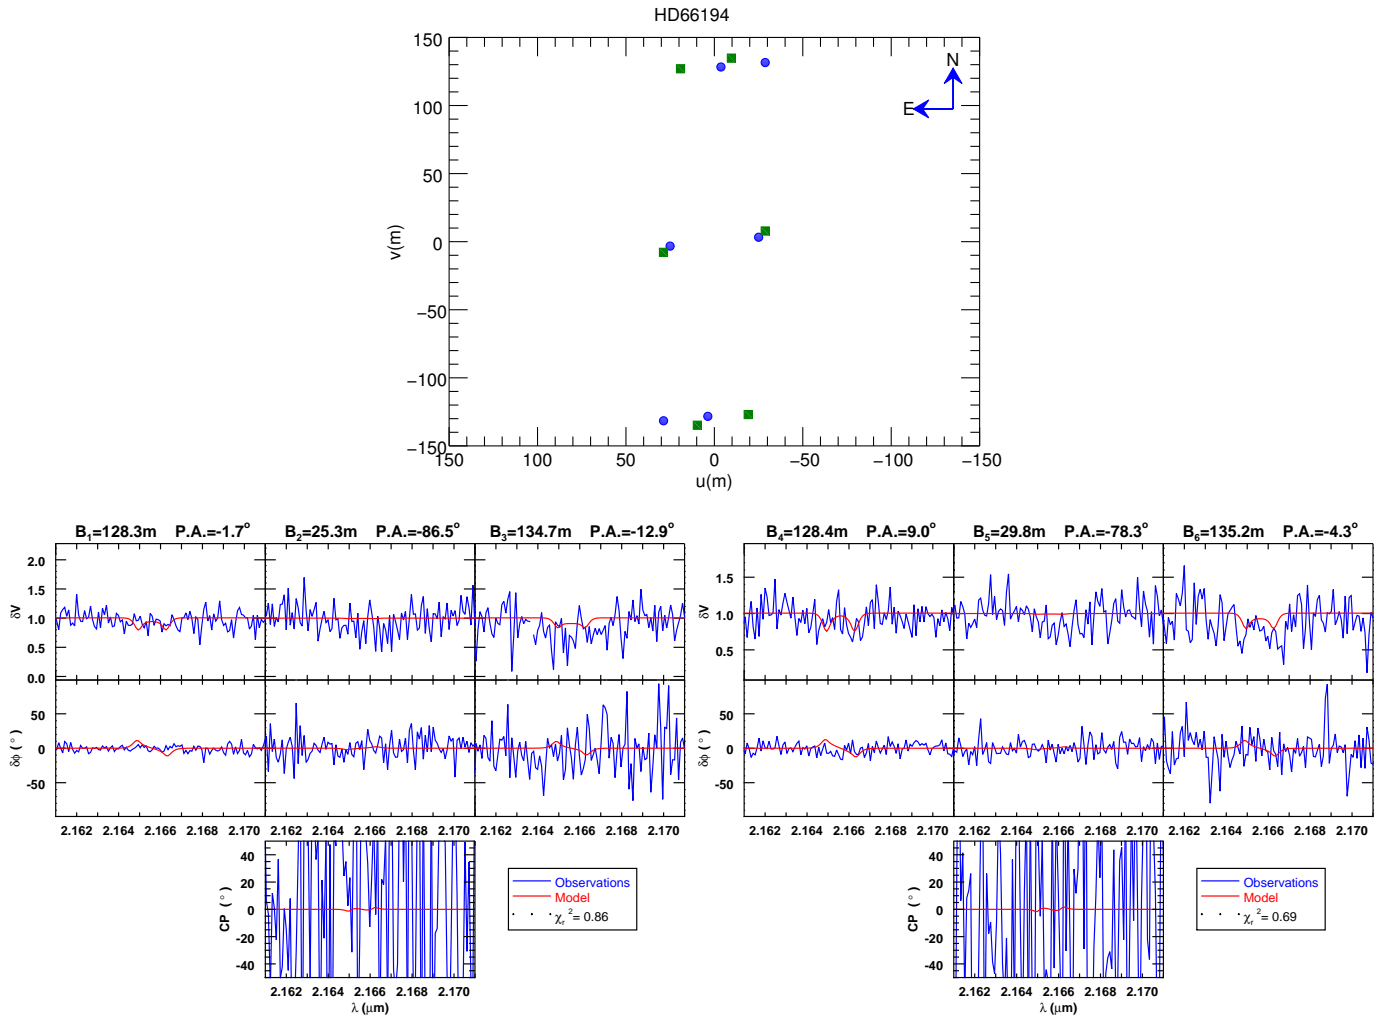 HD66194
150
100
50
0
−50
−100
−150
v(m)
150 100 50 0 −50 −100 −150
u(m)
N
E
B₁=128.3m P.A.=-1.7° B₂=25.3m P.A.=-86.5° B₃=134.7m P.A.=-12.9°
B₄=128.4m P.A.=9.0° B₅=29.8m P.A.=-78.3° B₆=135.2m P.A.=-4.3°
δV
2.0
1.5
1.0
0.5
0.0
δV
1.5
1.0
0.5
δϕ ( ° )
50
0
-50
δϕ ( ° )
50
0
-50
2.162 2.164 2.166 2.168 2.170 2.162 2.164 2.166 2.168 2.170 2.162 2.164 2.166 2.168 2.170
2.162 2.164 2.166 2.168 2.170 2.162 2.164 2.166 2.168 2.170 2.162 2.164 2.166 2.168 2.170
CP ( ° )
40
20
0
-20
-40
2.162 2.164 2.166 2.168 2.170
λ (μm)
Observations
Model
χᵣ²= 0.86
CP ( ° )
40
20
0
-20
-40
2.162 2.164 2.166 2.168 2.170
λ (μm)
Observations
Model
χᵣ²= 0.69